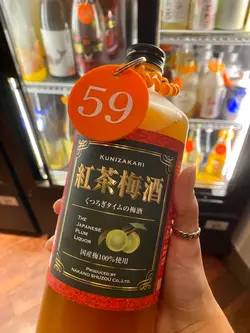 59
KUNIZAKARI
紅茶梅酒
くつろぎタイムの梅酒
THE
JAPANESE
PLUM
LIQUOR
国産梅100%使用
PRODUCED BY
NAKANO SHUZOU CO.,LTD.